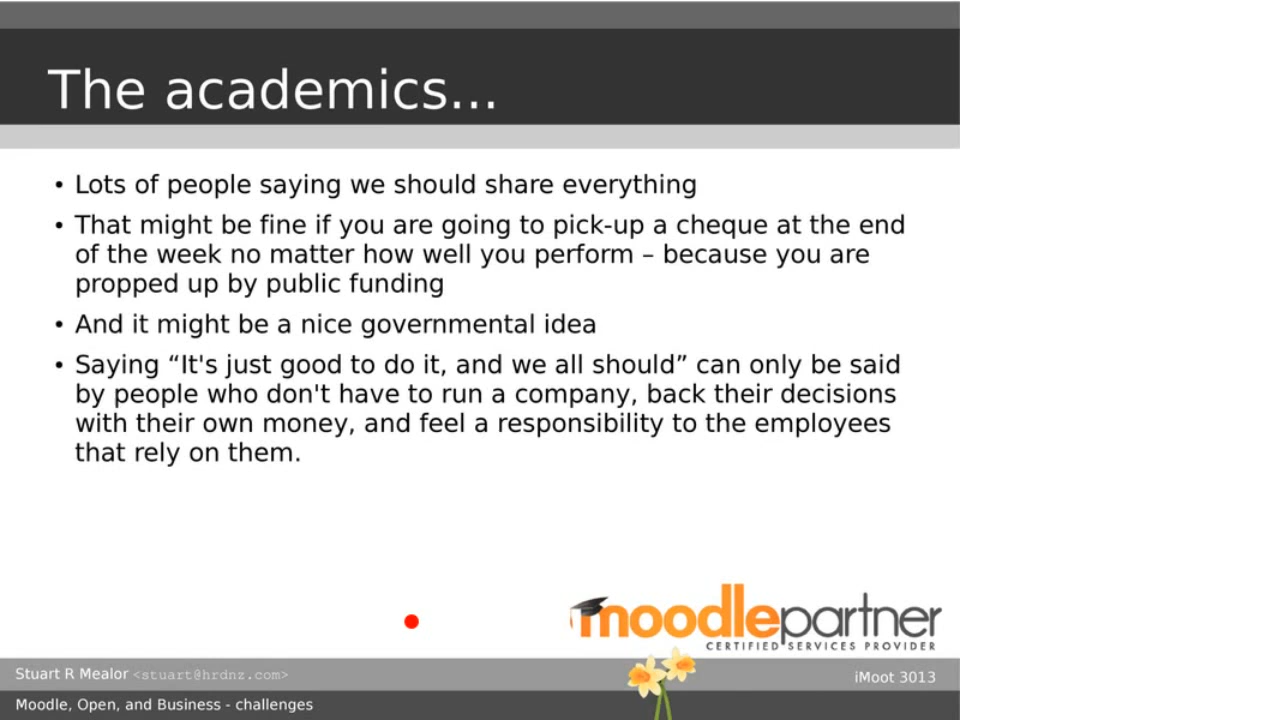 The academics...
• Lots of people saying we should share everything
• That might be fine if you are going to pick-up a cheque at the end
of the week no matter how well you perform – because you are
propped up by public funding
• And it might be a nice governmental idea
• Saying “It's just good to do it, and we all should” can only be said
by people who don't have to run a company, back their decisions
with their own money, and feel a responsibility to the employees
that rely on them.
moodlepartner
CERTIFIED SERVICES PROVIDER
Stuart R Mealor <stuart@hrdnz.com>
iMoot 3013
Moodle, Open, and Business - challenges